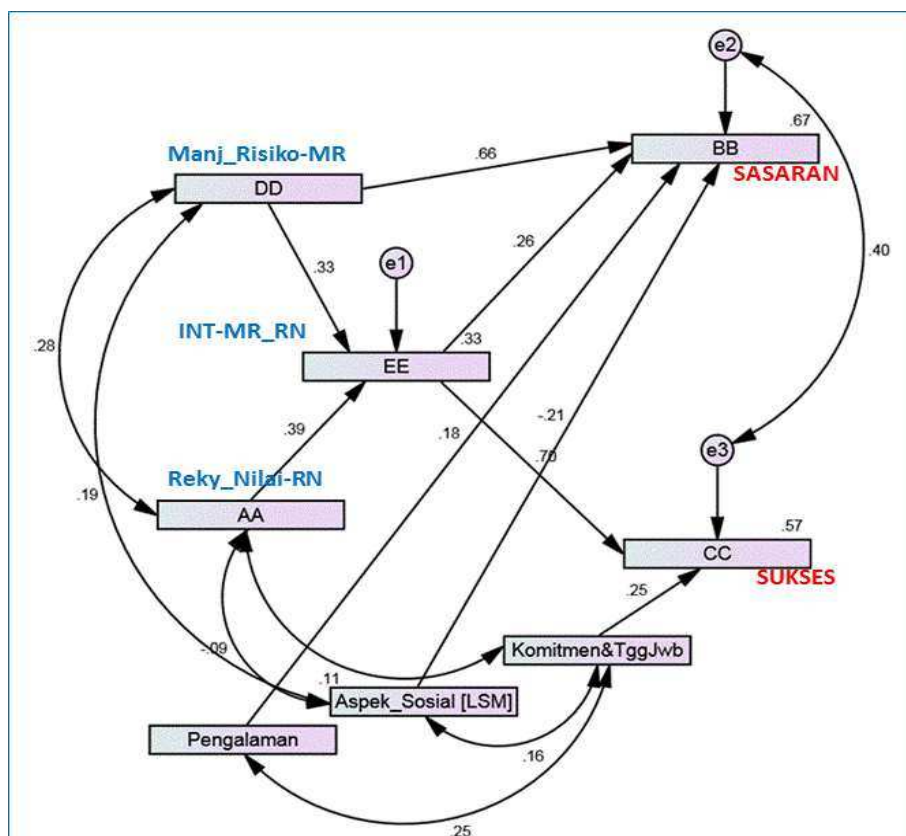 e2
.67
Manj_Risiko-MR
BB
.66
SASARAN
DD
e1
.26
.40
.33
INT-MR_RN
.33
EE
.28
-.21
.39
.18
.70
e3
Reky_Nilai-RN
.19
AA
.57
CC
SUKSES
.25
-.09
Komitmen&TggJwb
.11
Aspek_Sosial [LSM]
Pengalaman
.16
.25